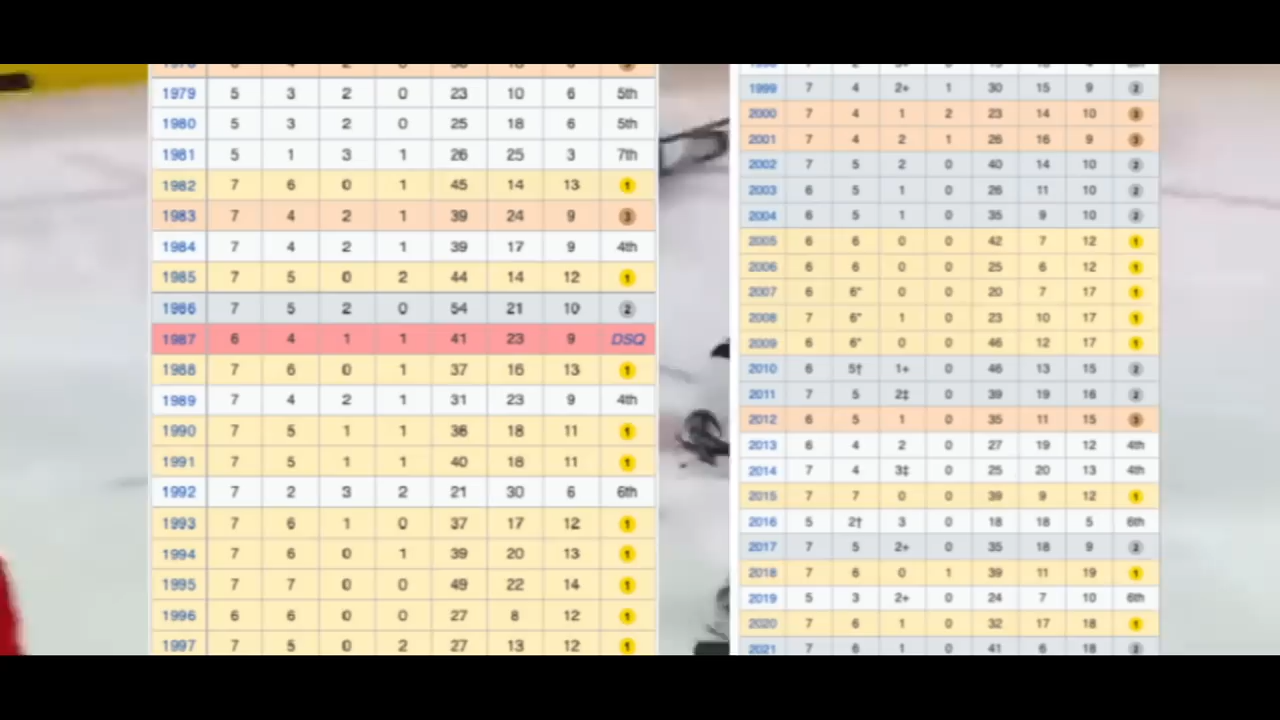 1979 5 3 2 0 23 10 6 5th
1980 5 3 2 0 25 18 6 5th
1981 5 1 3 1 26 25 3 7th
1982 7 6 0 1 45 14 13 1
1983 7 4 2 1 39 24 9 3
1984 7 4 2 1 39 17 9 4th
1985 7 5 0 2 44 14 12 1
1986 7 5 2 0 54 21 10 2
1987 6 4 1 1 41 23 9 DSQ
1988 7 6 0 1 37 16 13 1
1989 7 4 2 1 31 23 9 4th
1990 7 5 1 1 36 18 11 1
1991 7 5 1 1 40 18 11 1
1992 7 2 3 2 21 30 6 6th
1993 7 6 1 0 37 17 12 1
1994 7 6 0 1 39 20 13 1
1995 7 7 0 0 49 22 14 1
1996 6 6 0 0 27 8 12 1
1997 7 5 0 2 27 13 12 1
1999 7 4 2+ 1 30 15 9 2
2000 7 4 1 2 23 14 10 3
2001 7 4 2 1 26 16 9 3
2002 7 5 2 0 40 14 10 2
2003 6 5 1 0 26 11 10 2
2004 6 5 1 0 35 9 10 2
2005 6 6 0 0 42 7 12 1
2006 6 6 0 0 25 6 12 1
2007 6 6* 0 0 20 7 17 1
2008 7 6* 1 0 23 10 17 1
2009 6 6* 0 0 46 12 17 1
2010 6 5† 1+ 0 46 13 15 2
2011 7 5 2‡ 0 39 19 16 2
2012 6 5 1 0 35 11 15 3
2013 6 4 2 0 27 19 12 4th
2014 7 4 3‡ 0 25 20 13 4th
2015 7 7 0 0 39 9 12 1
2016 5 2† 3 0 18 18 5 6th
2017 7 5 2+ 0 35 18 9 2
2018 7 6 0 1 39 11 19 1
2019 5 3 2+ 0 24 7 10 6th
2020 7 6 1 0 32 17 18 1
2021 7 6 1 0 41 6 18 2